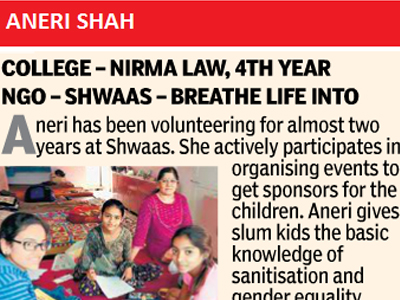 ANERI SHAH
COLLEGE – NIRMA LAW, 4TH YEAR
NGO – SHWAAS – BREATHE LIFE INTO
Aneri has been volunteering for almost two
years at Shwaas. She actively participates in
organising events to
get sponsors for the
children. Aneri gives
slum kids the basic
knowledge of
sanitisation and
gender equality